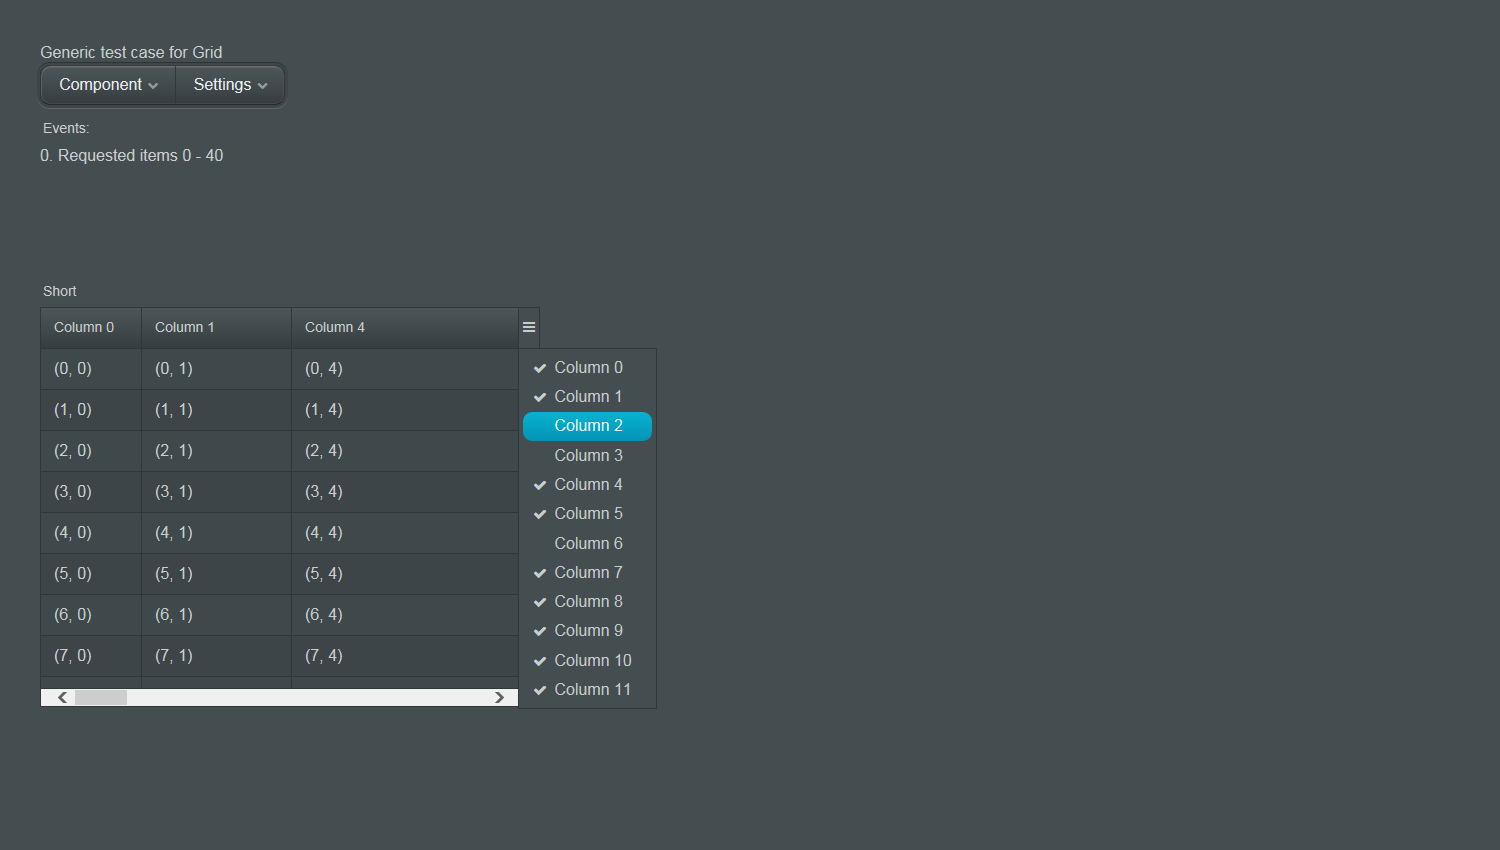 Generic test case for Grid
Component Settings
Events:
0. Requested items 0 - 40
Short
Column 0 Column 1 Column 4
(0, 0) (0, 1) (0, 4)
(1, 0) (1, 1) (1, 4)
(2, 0) (2, 1) (2, 4)
(3, 0) (3, 1) (3, 4)
(4, 0) (4, 1) (4, 4)
(5, 0) (5, 1) (5, 4)
(6, 0) (6, 1) (6, 4)
(7, 0) (7, 1) (7, 4)
Column 0
Column 1
Column 2
Column 3
Column 4
Column 5
Column 6
Column 7
Column 8
Column 9
Column 10
Column 11